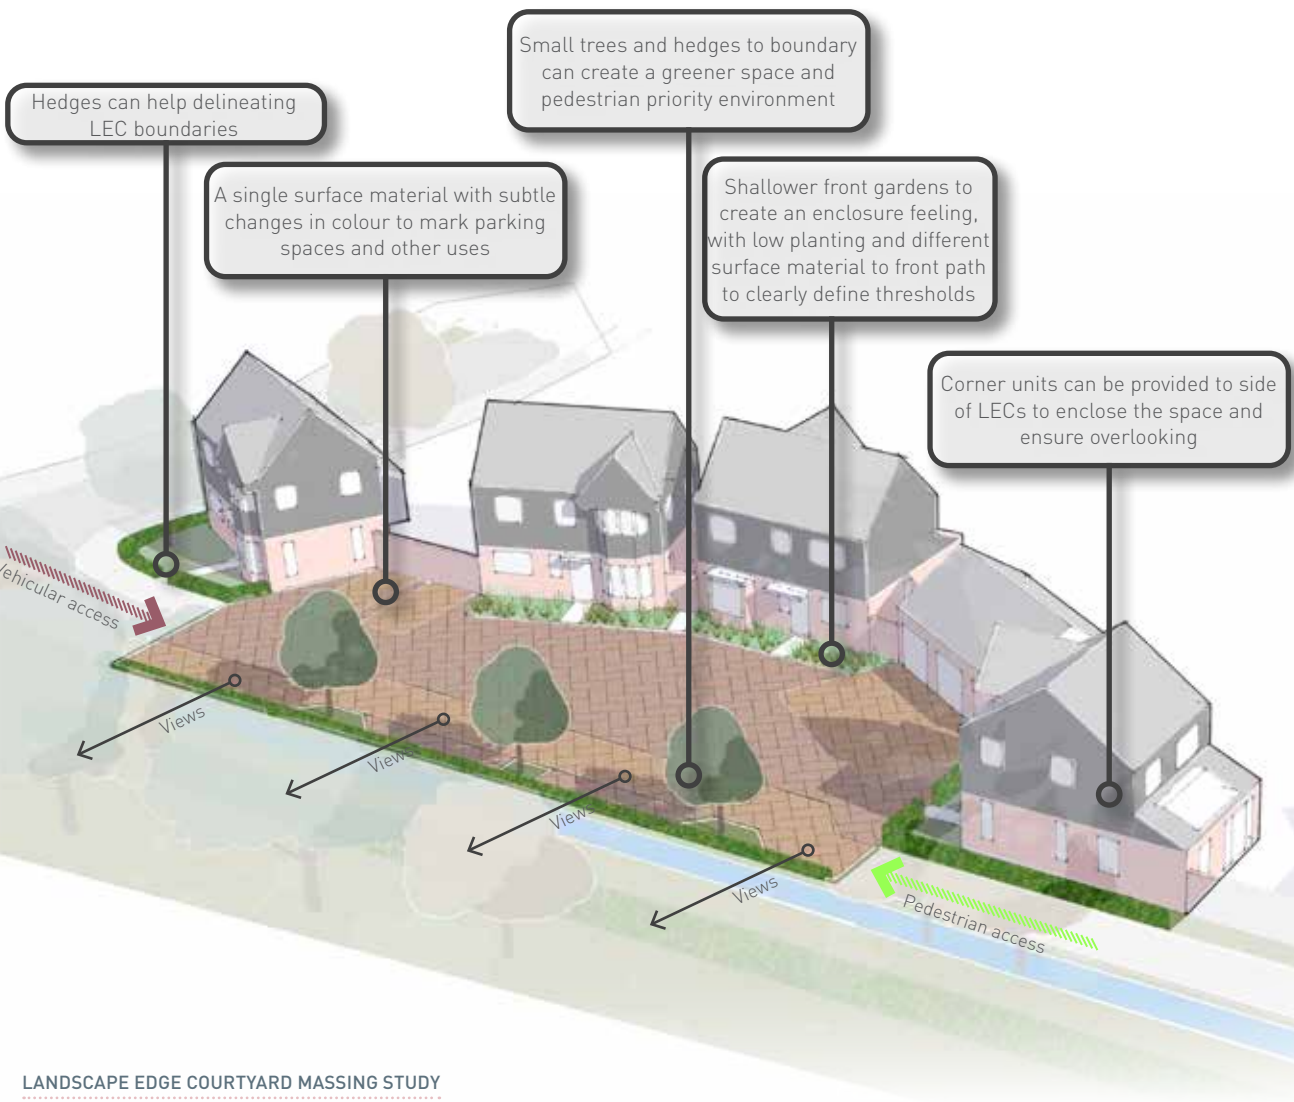 Small trees and hedges to boundary
can create a greener space and
pedestrian priority environment
Hedges can help delineating
LEC boundaries
A single surface material with subtle
changes in colour to mark parking
spaces and other uses
Shallower front gardens to
create an enclosure feeling,
with low planting and different
surface material to front path
to clearly define thresholds
Corner units can be provided to side
of LECs to enclose the space and
ensure overlooking
Vehicular access
Views
Views
Views
Views
Pedestrian access
LANDSCAPE EDGE COURTYARD MASSING STUDY